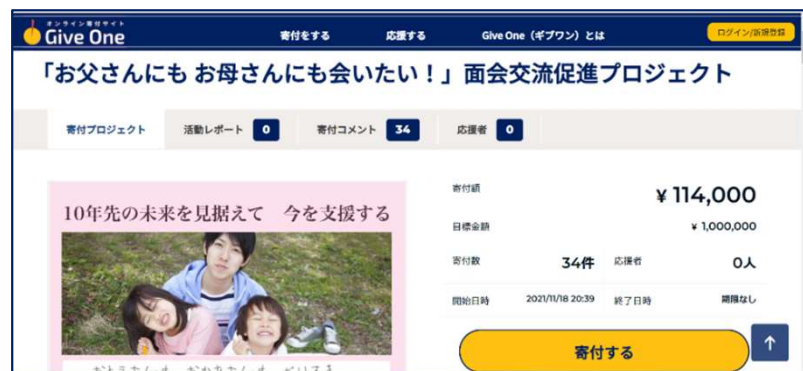 オンライン寄付サイト
Give One
寄付をする 応援する Give One（ギブワン）とは ログイン/新規登録
「お父さんにも お母さんにも会いたい！」面会交流促進プロジェクト
寄付プロジェクト 活動レポート 0 寄付コメント 34 応援者 0
10年先の未来を見据えて 今を支援する
寄付額 ¥ 114,000
目標金額 ¥ 1,000,000
寄付数 34件 応援者 0人
開始日時 2021/11/18 20:39 終了日時 期限なし
寄付する